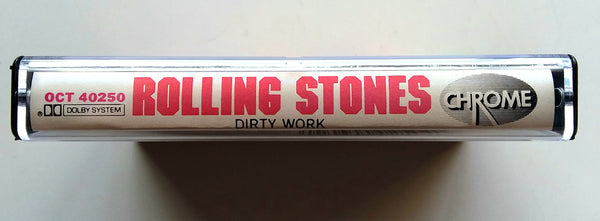 OCT 40250
DOLBY SYSTEM
ROLLING STONES
DIRTY WORK
CHROME